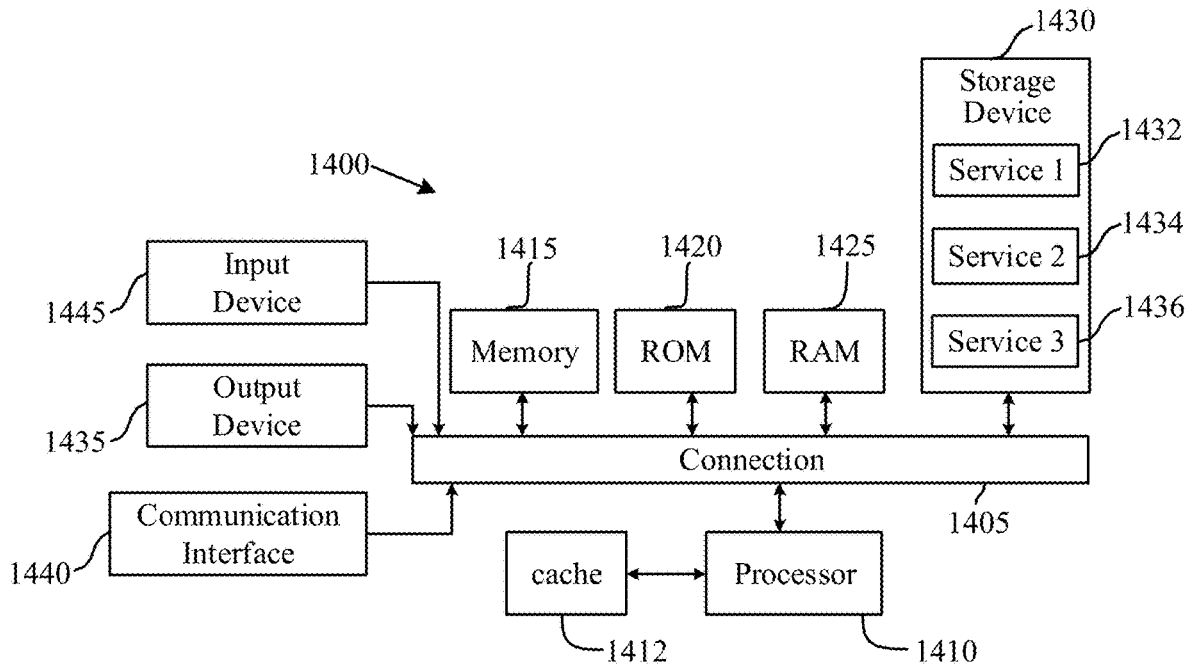 1430
Storage
Device
1432
Service 1
1400
1434
Service 2
1415
1420
1425
Input
Device
1445
1436
Service 3
Memory
ROM
RAM
Output
Device
1435
Connection
1405
Communication
Interface
1440
cache
Processor
1412
1410